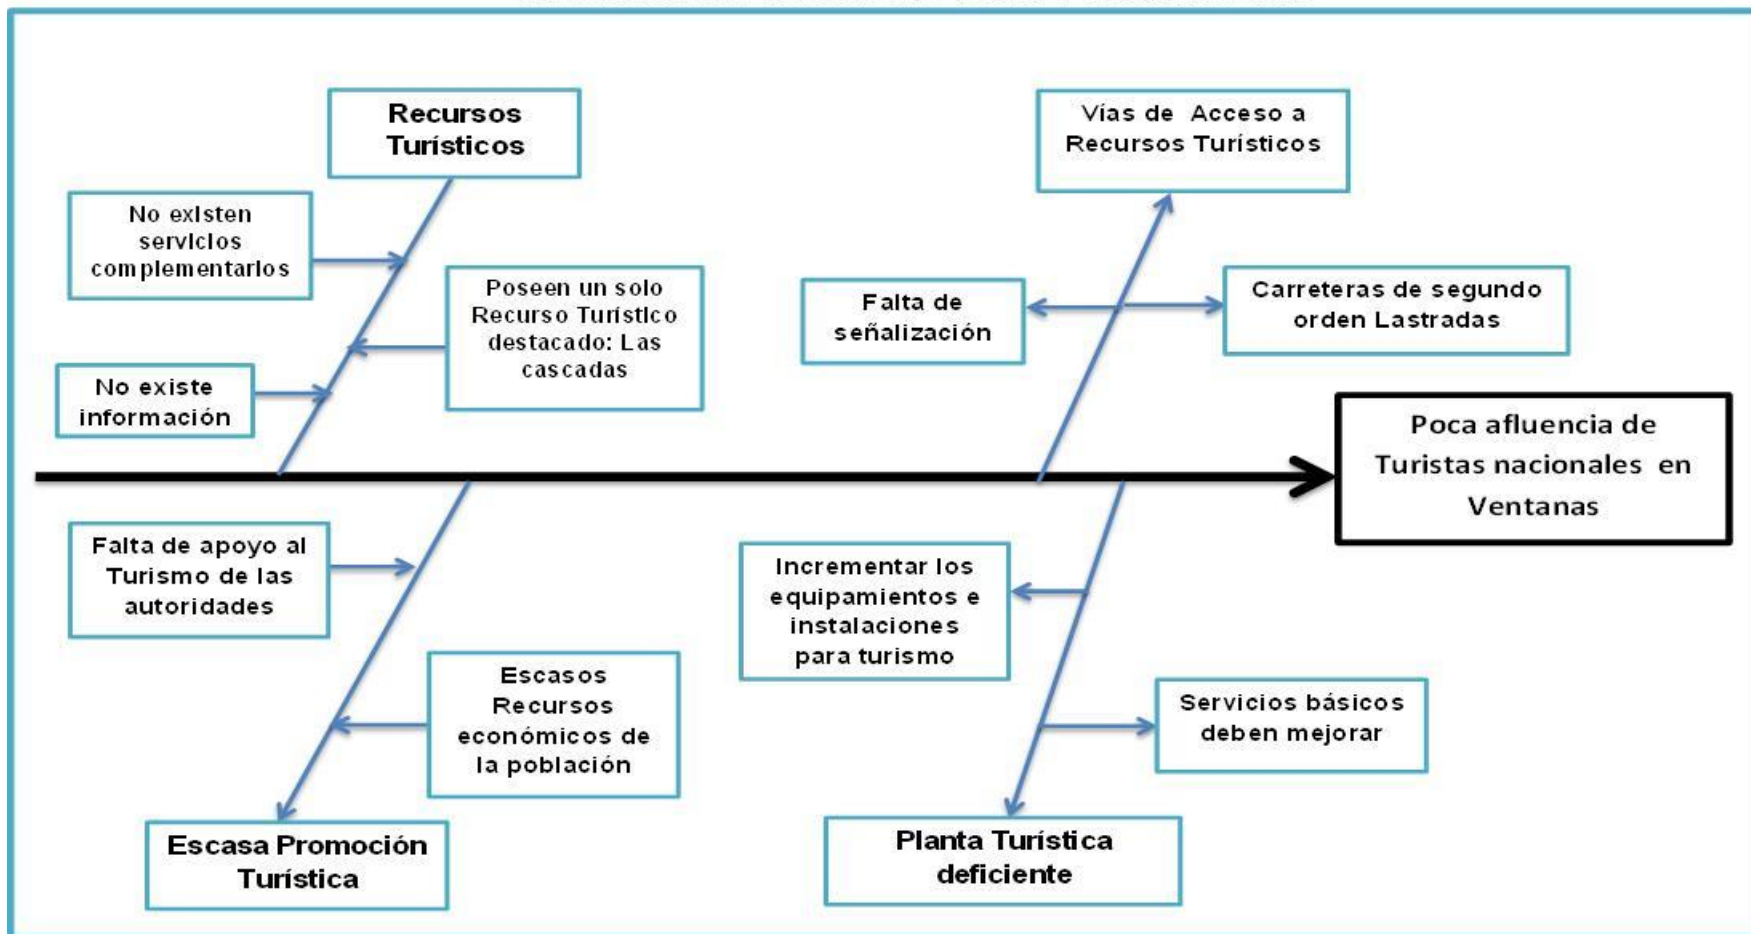 Recursos
Turísticos
Vías de Acceso a
Recursos Turísticos
No existen
servicios
complementarios
Poseen un solo
Recurso Turístico
destacado: Las
cascadas
Falta de
señalización
Carreteras de segundo
orden Lastradas
No existe
información
Poca afluencia de
Turistas nacionales en
Ventanas
Falta de apoyo al
Turismo de las
autoridades
Incrementar los
equipamientos e
instalaciones
para turismo
Escasos
Recursos
económicos de
la población
Servicios básicos
deben mejorar
Escasa Promoción
Turística
Planta Turística
deficiente